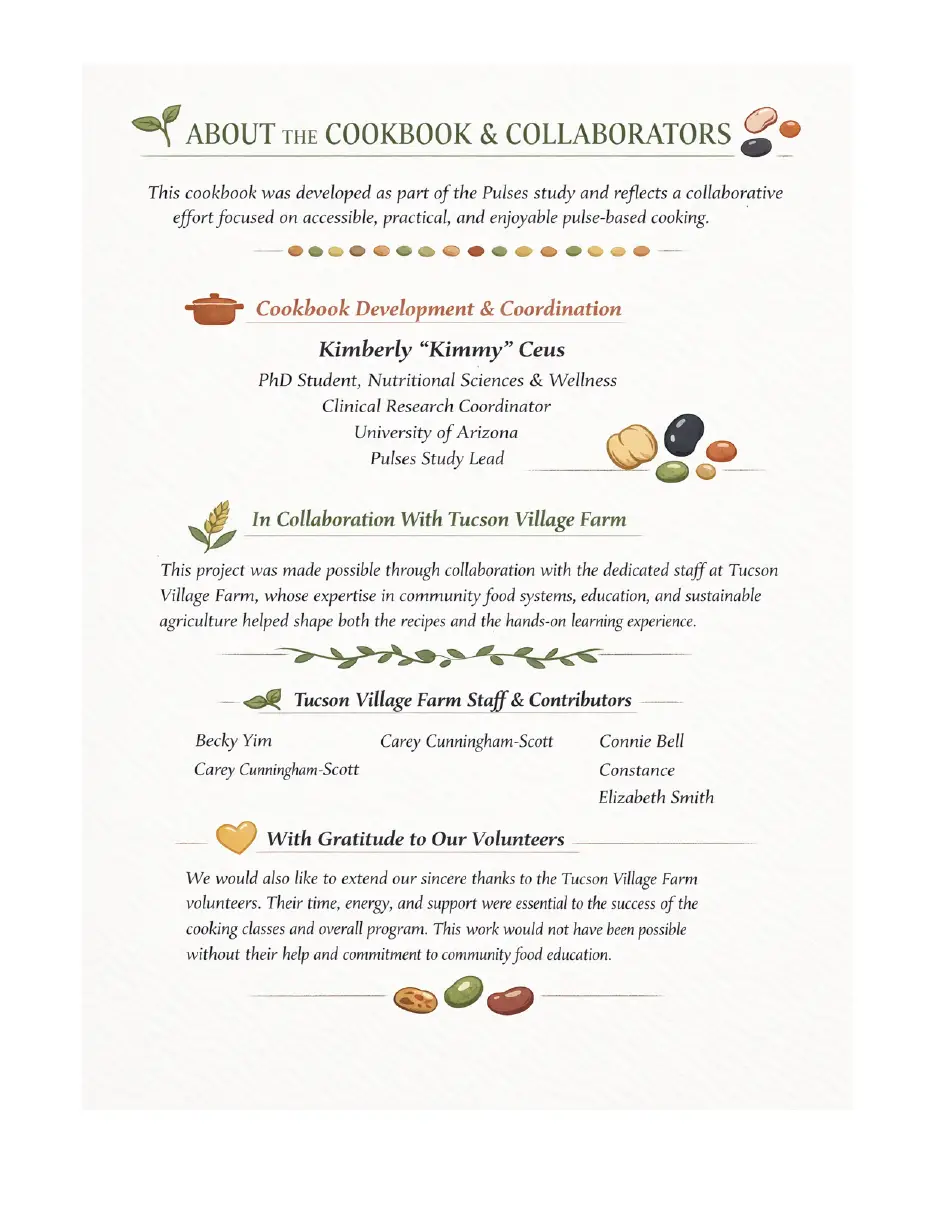 ABOUT THE COOKBOOK & COLLABORATORS
This cookbook was developed as part of the Pulses study and reflects a collaborative
effort focused on accessible, practical, and enjoyable pulse-based cooking.
Cookbook Development & Coordination
Kimberly “Kimmy” Ceus
PhD Student, Nutritional Sciences & Wellness
Clinical Research Coordinator
University of Arizona
Pulses Study Lead
In Collaboration With Tucson Village Farm
This project was made possible through collaboration with the dedicated staff at Tucson
Village Farm, whose expertise in community food systems, education, and sustainable
agriculture helped shape both the recipes and the hands-on learning experience.
Tucson Village Farm Staff & Contributors
Becky Yim
Carey Cunningham-Scott
Carey Cunningham-Scott
Connie Bell
Constance
Elizabeth Smith
With Gratitude to Our Volunteers
We would also like to extend our sincere thanks to the Tucson Village Farm
volunteers. Their time, energy, and support were essential to the success of the
cooking classes and overall program. This work would not have been possible
without their help and commitment to community food education.